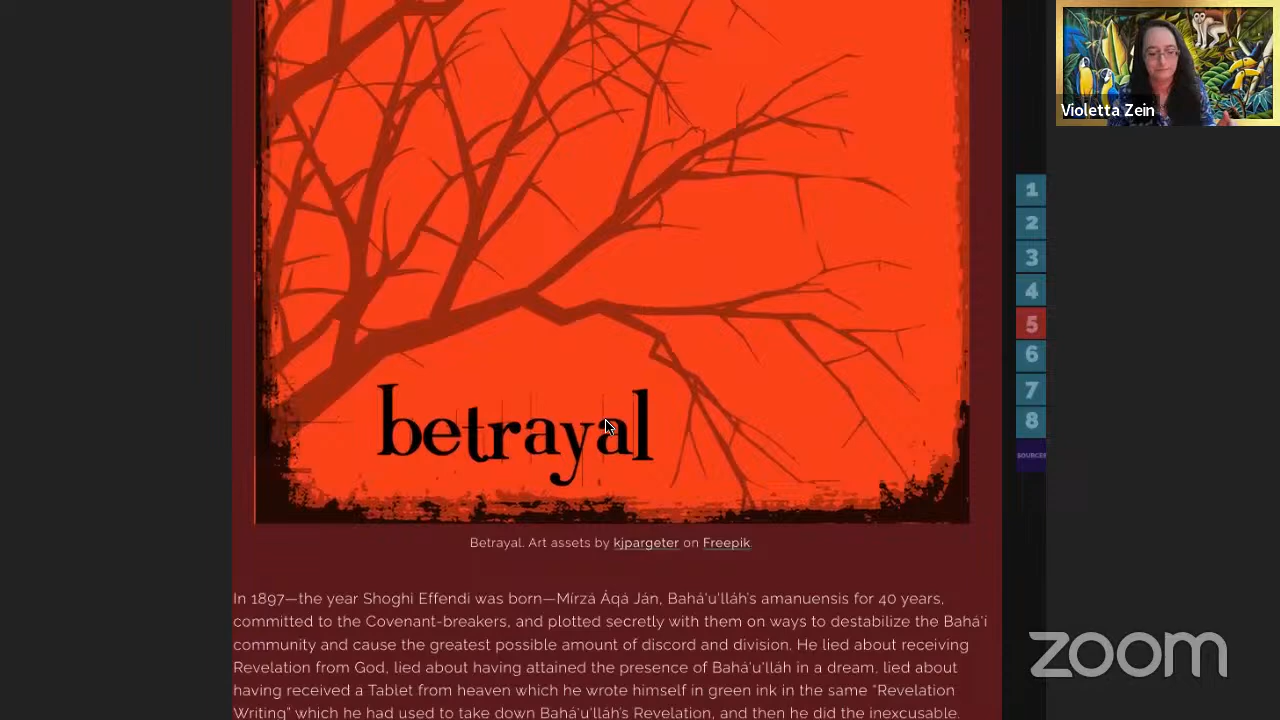 Violetta Zein
1
2
3
4
5
6
7
8
SOURCES
betrayal
Betrayal. Art assets by kjpargeter on Freepik.
In 1897—the year Shoghi Effendi was born—Mírzá Áqá Ján, Bahá'u'lláh's amanuensis for 40 years,
committed to the Covenant-breakers, and plotted secretly with them on ways to destabilize the Bahá'í
community and cause the greatest possible amount of discord and division. He lied about receiving
Revelation from God, lied about having attained the presence of Bahá'u'lláh in a dream, lied about
having received a Tablet from heaven which he wrote himself in green ink in the same “Revelation
Writing” which he had used to take down Bahá'u'lláh's Revelation, and then he did the inexcusable.
zoom